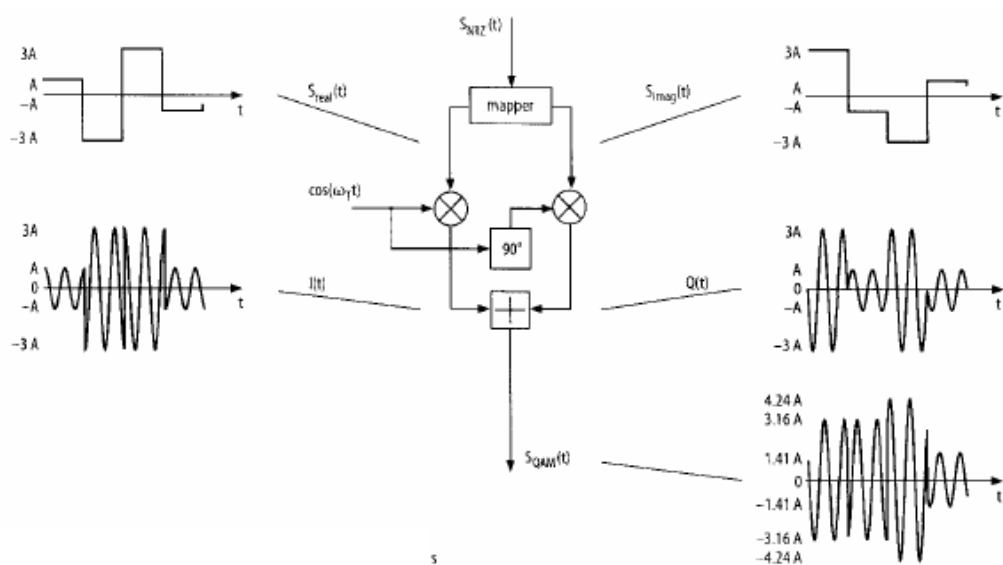 S_NRZ(t)
3A
A
−A
−3 A
t
S_real(t)
mapper
S_imag(t)
3A
A
−A
−3 A
t
cos(ω_T t)
90°
3A
A
0
−A
−3 A
t
I(t)
Q(t)
3A
A
0
−A
−3 A
t
S_QAM(t)
4.24 A
3.16 A
1.41 A
0
−1.41 A
−3.16 A
−4.24 A
t
s